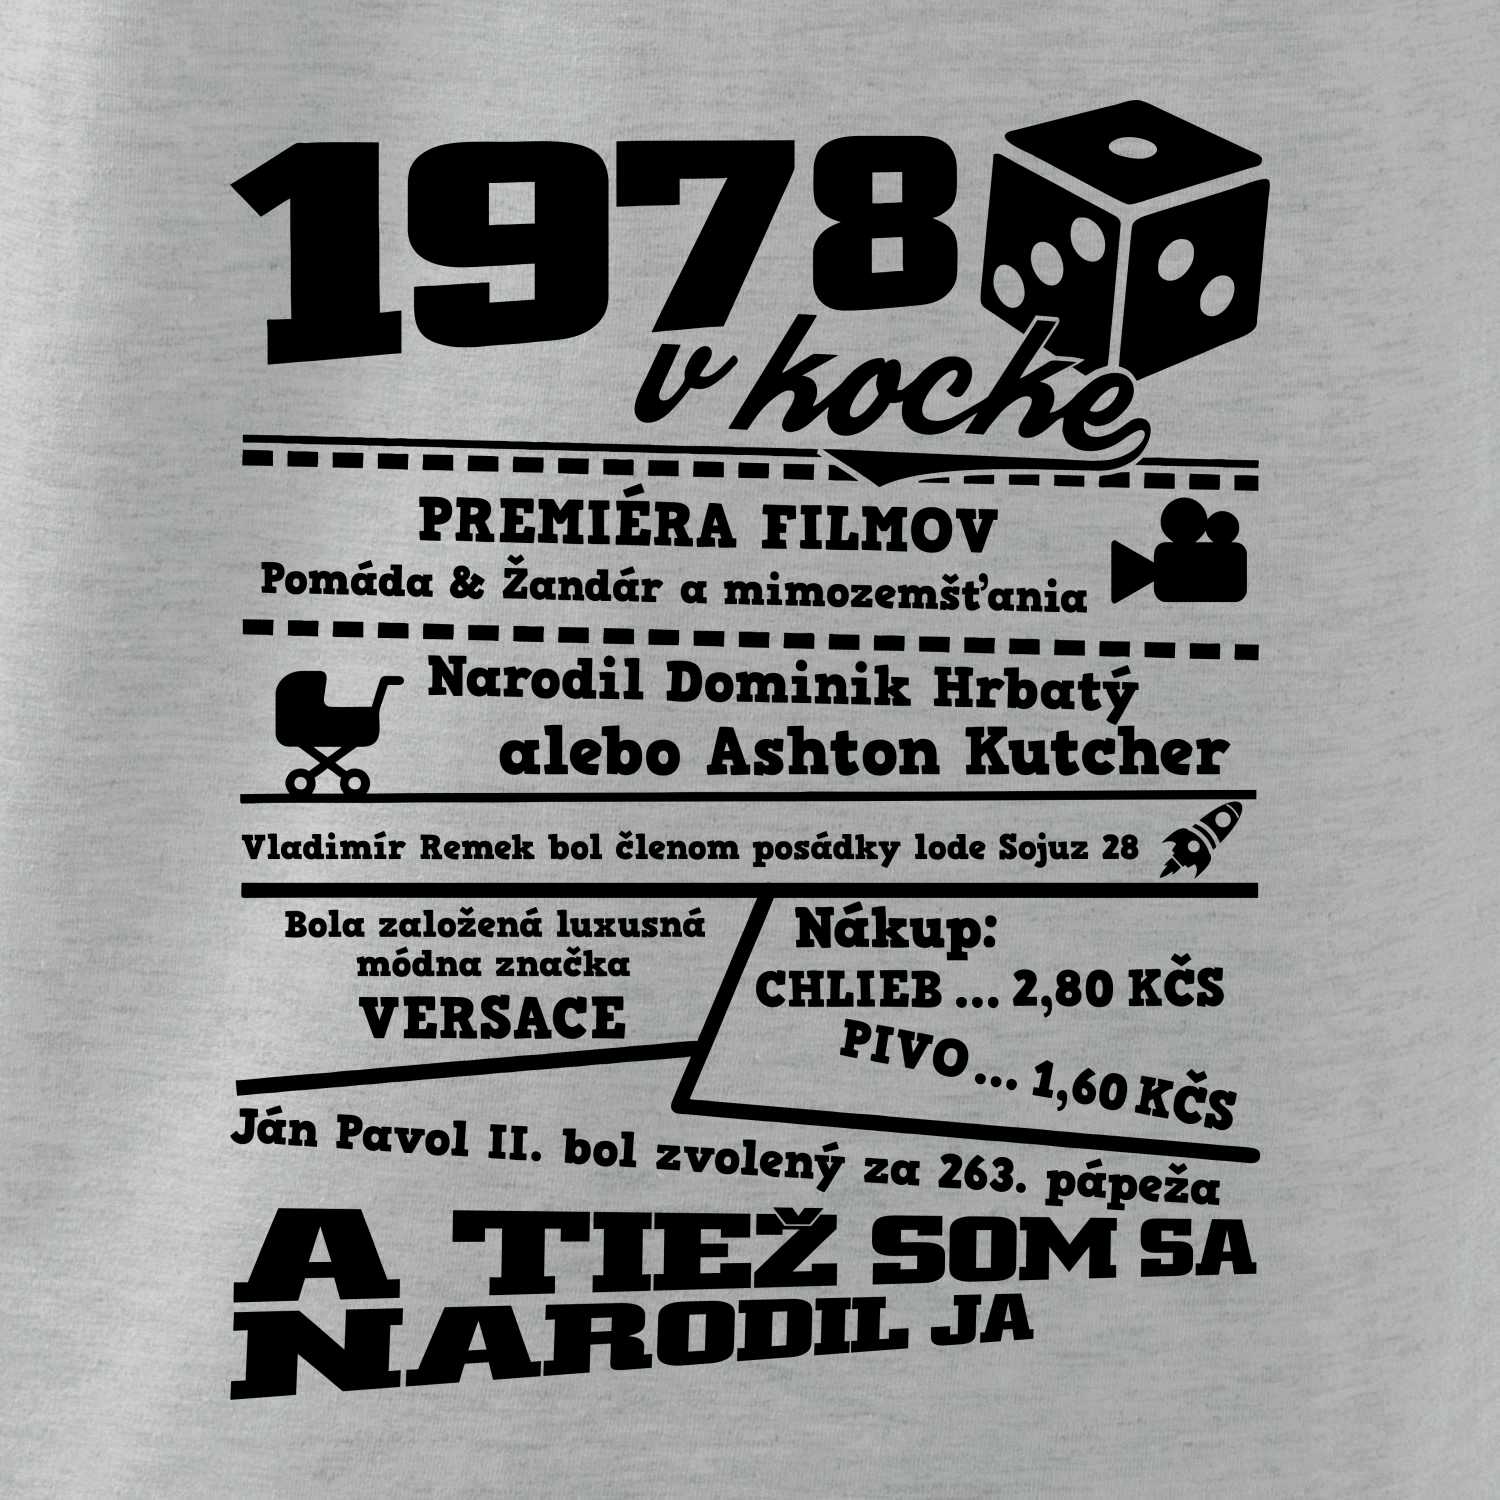 1978
v kocke
PREMIÉRA FILMOV
Pomáda & Žandár a mimozemšťania
Narodil Dominik Hrbatý
alebo Ashton Kutcher
Vladimír Remek bol členom posádky lode Sojuz 28
Bola založená luxusná
módna značka
VERSACE
Nákup:
CHLIEB ... 2,80 KČS
PIVO ... 1,60 KČS
Ján Pavol II. bol zvolený za 263. pápeža
A TIEŽ SOM SA
NARODIL JA